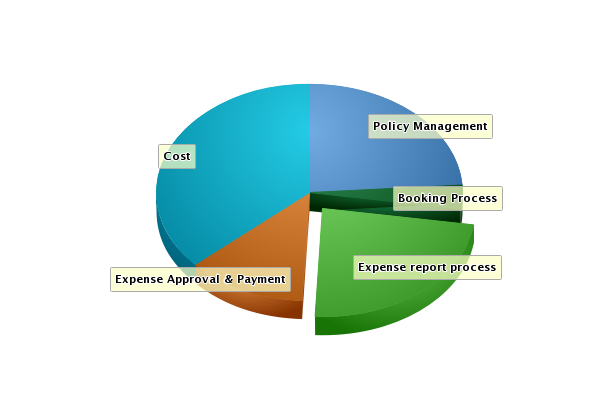 Policy Management
Cost
Booking Process
Expense report process
Expense Approval & Payment